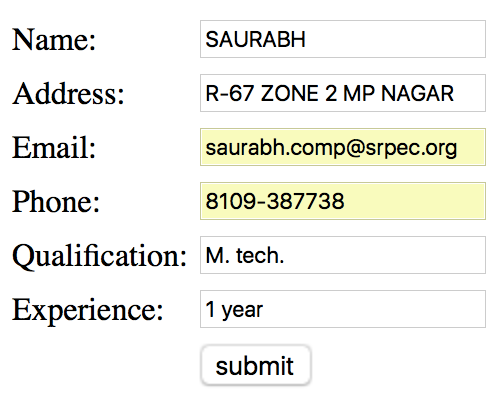 Name: SAURABH
Address: R-67 ZONE 2 MP NAGAR
Email: saurabh.comp@srpec.org
Phone: 8109-387738
Qualification: M. tech.
Experience: 1 year
submit